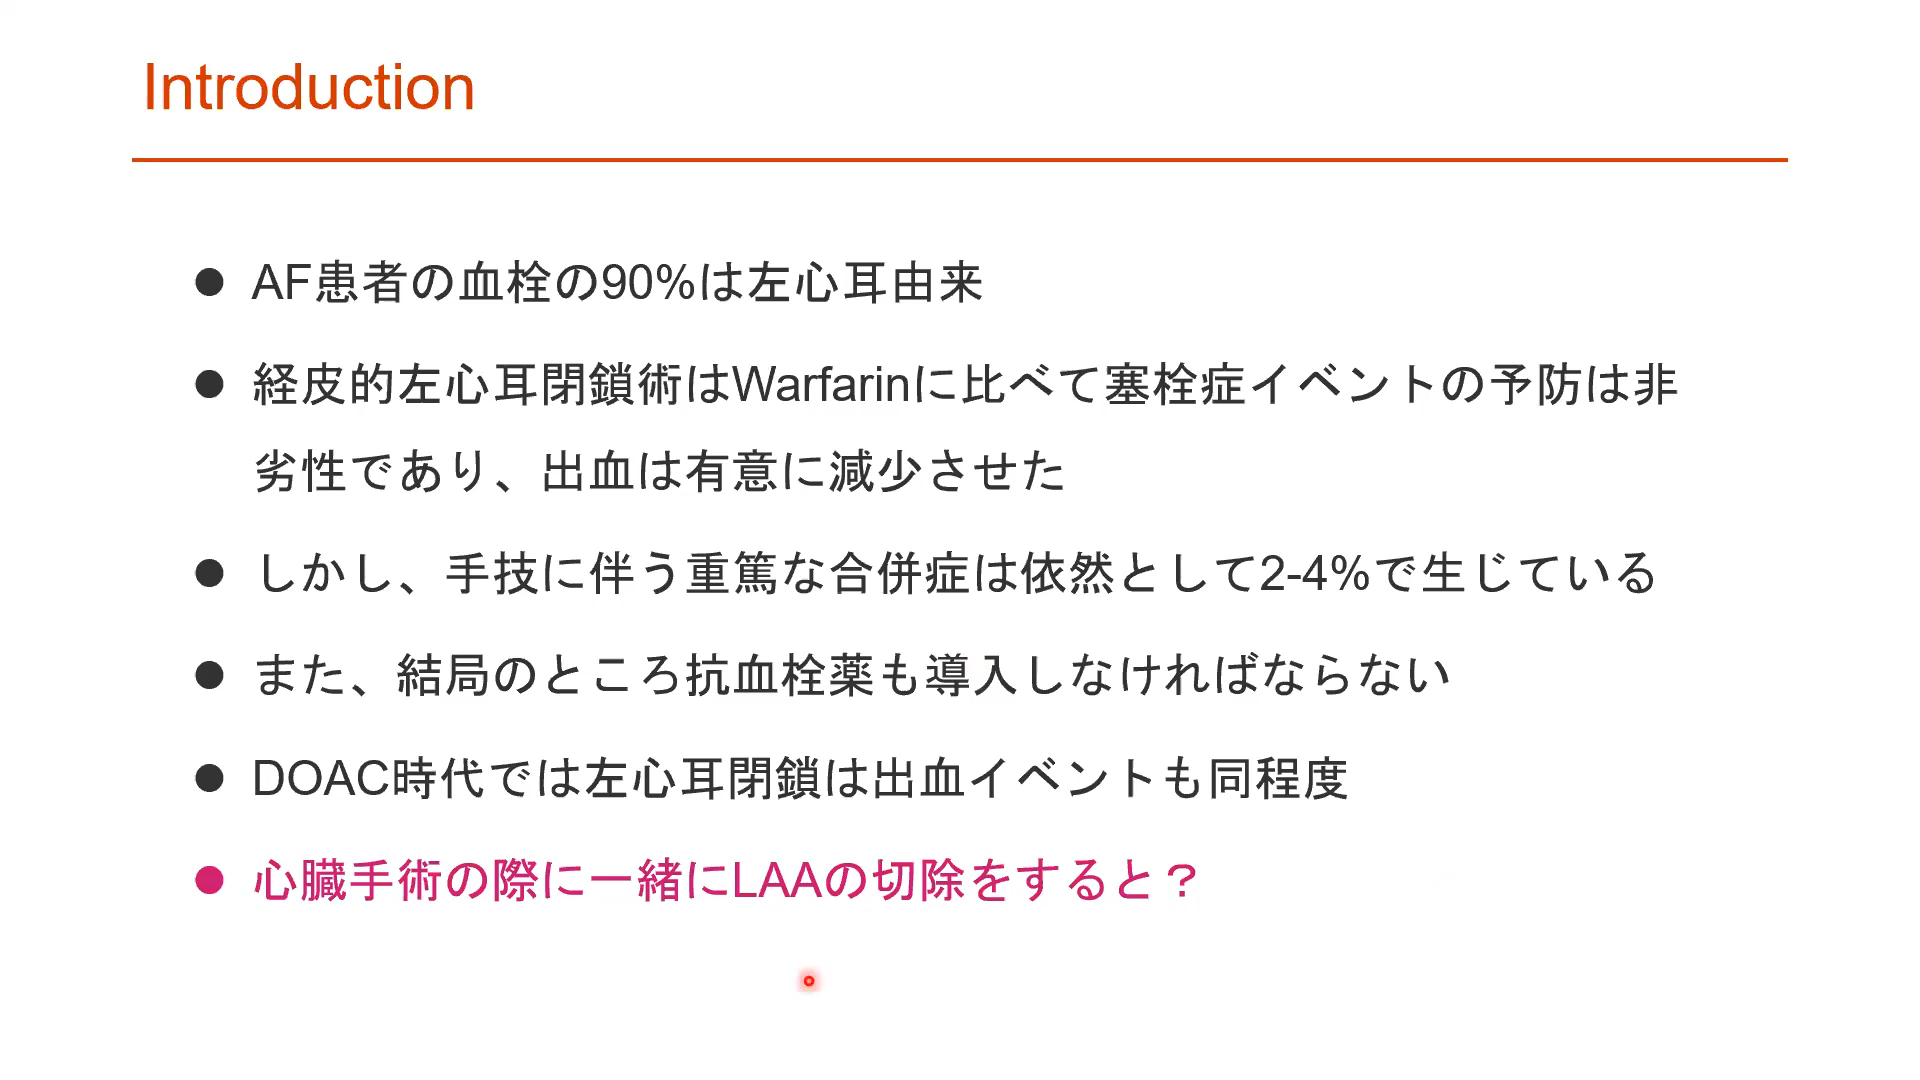 Introduction
● AF患者の血栓の90%は左心耳由来
● 経皮的左心耳閉鎖術はWarfarinに比べて塞栓症イベントの予防は非
劣性であり、出血は有意に減少させた
● しかし、手技に伴う重篤な合併症は依然として2-4%で生じている
● また、結局のところ抗血栓薬も導入しなければならない
● DOAC時代では左心耳閉鎖は出血イベントも同程度
● 心臓手術の際に一緒にLAAの切除をすると？